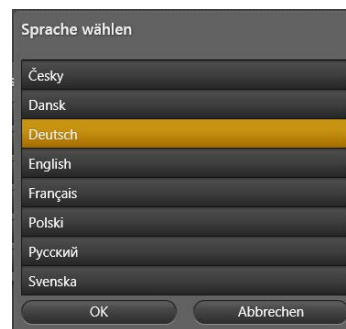 Sprache wählen
Česky
Dansk
Deutsch
English
Français
Polski
Русский
Svenska
OK Abbrechen